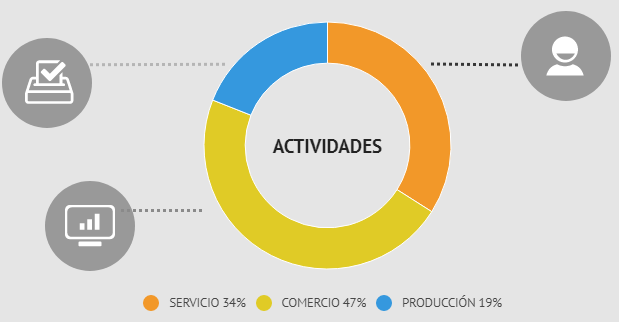 ACTIVIDADES
SERVICIO 34% COMERCIO 47% PRODUCCIÓN 19%